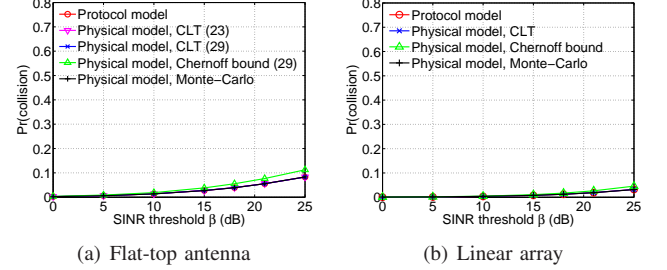 0.8
0.7
0.6
0.5
0.4
0.3
0.2
0.1
0
Pr(collision)
Protocol model
Physical model, CLT (23)
Physical model, CLT (29)
Physical model, Chernoff bound (29)
Physical model, Monte−Carlo
0 5 10 15 20 25
SINR threshold β (dB)
(a) Flat-top antenna
0.8
0.7
0.6
0.5
0.4
0.3
0.2
0.1
0
Pr(collision)
Protocol model
Physical model, CLT
Physical model, Chernoff bound
Physical model, Monte−Carlo
0 5 10 15 20 25
SINR threshold β (dB)
(b) Linear array